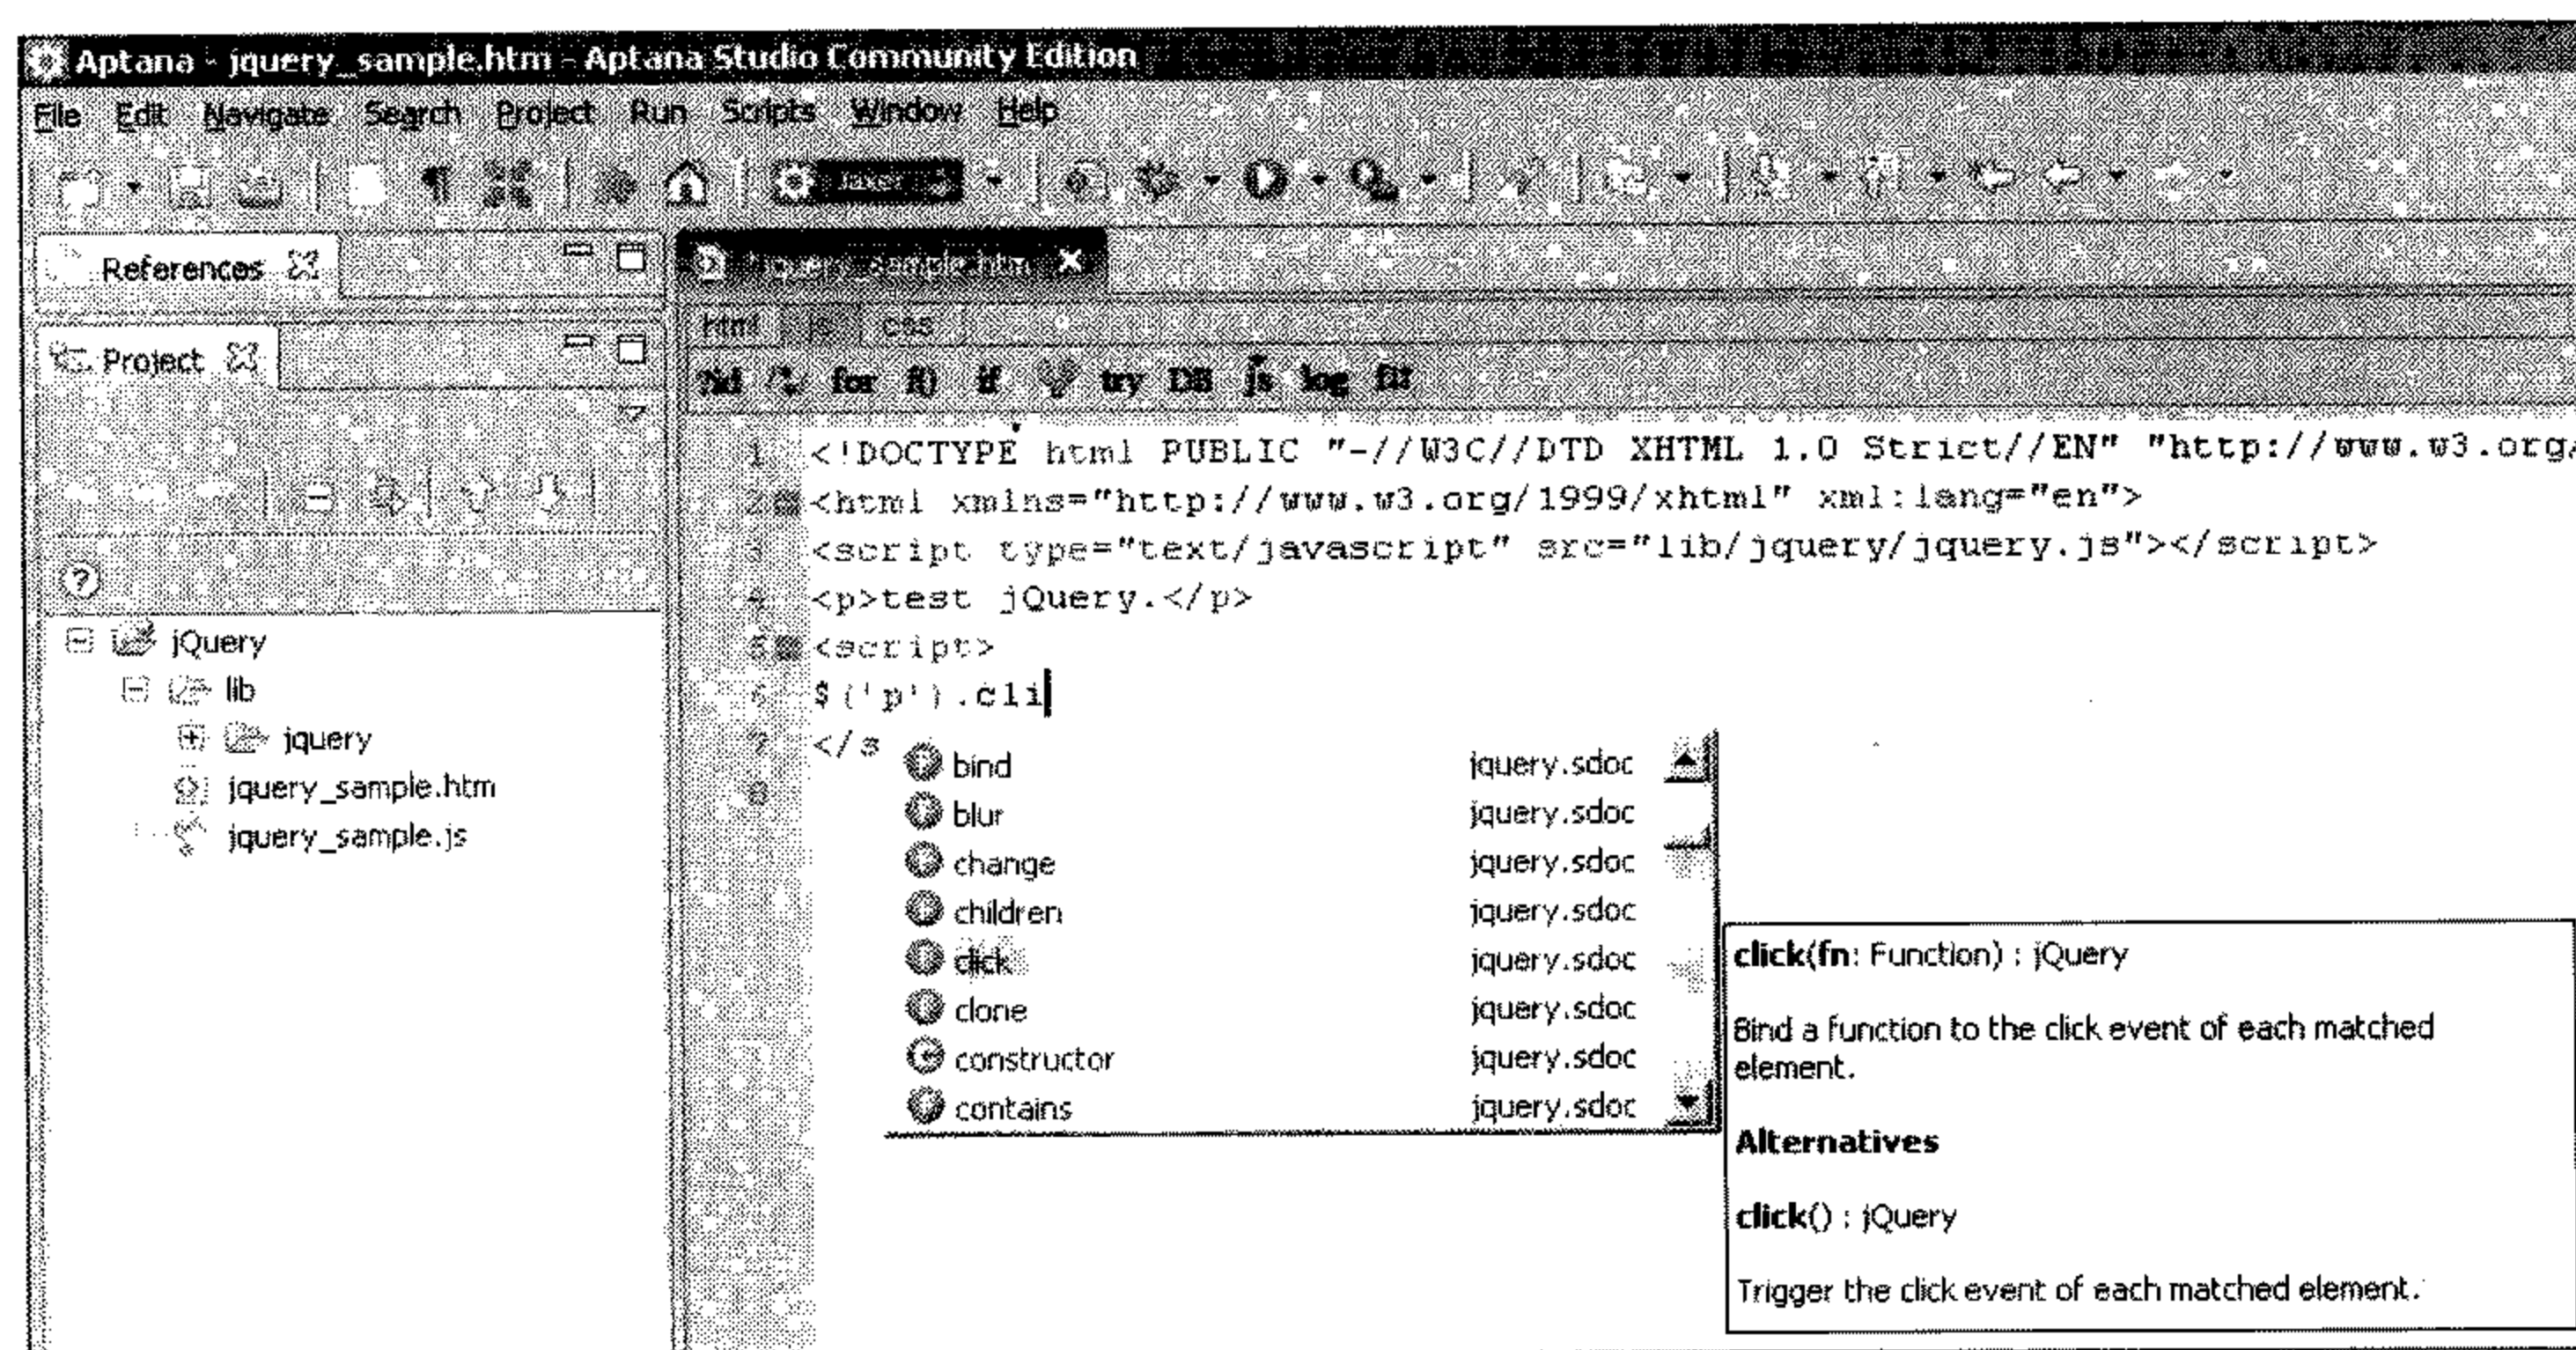 Aptana - jquery_sample.htm - Aptana Studio Community Edition
File Edit Navigate Search Project Run Scripts Window Help
Jaxer
References
*jquery_sample.htm
Project
html js css
?id /*/ for f() if try DB js log
1 <!DOCTYPE html PUBLIC "-//W3C//DTD XHTML 1.0 Strict//EN" "http://www.w3.org/
2 <html xmlns="http://www.w3.org/1999/xhtml" xml:lang="en">
3 <script type="text/javascript" src="lib/jquery/jquery.js"></script>
4 <p>test jQuery.</p>
5 <script>
6 $('p').cli
7 </s
8
jQuery
lib
jquery
jquery_sample.htm
jquery_sample.js
bind jquery.sdoc
blur jquery.sdoc
change jquery.sdoc
children jquery.sdoc
click jquery.sdoc
clone jquery.sdoc
constructor jquery.sdoc
contains jquery.sdoc
click(fn: Function) : jQuery
Bind a function to the click event of each matched
element.
Alternatives
click() : jQuery
Trigger the click event of each matched element.